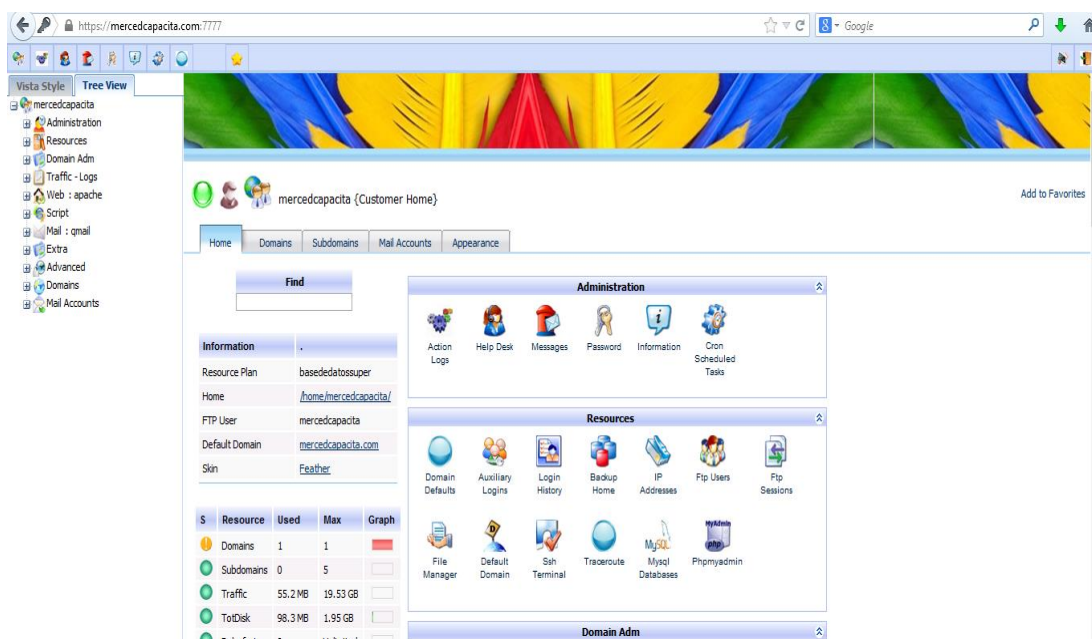 https://mercedcapacita.com:7777
Google
Vista Style Tree View
mercedcapacita
Administration
Resources
Domain Adm
Traffic - Logs
Web : apache
Script
Mail : qmail
Extra
Advanced
Domains
Mail Accounts
mercedcapacita {Customer Home}
Add to Favorites
Home Domains Subdomains Mail Accounts Appearance
Find
Information .
Resource Plan basededatossuper
Home /home/mercedcapacita/
FTP User mercedcapacita
Default Domain mercedcapacita.com
Skin Feather
S Resource Used Max Graph
Domains 1 1
Subdomains 0 5
Traffic 55.2 MB 19.53 GB
TotDisk 98.3 MB 1.95 GB
Administration
Action Logs
Help Desk
Messages
Password
Information
Cron Scheduled Tasks
Resources
Domain Defaults
Auxiliary Logins
Login History
Backup Home
IP Addresses
Ftp Users
Ftp Sessions
File Manager
Default Domain
Ssh Terminal
Traceroute
MySQL
Mysql Databases
MyAdmin
php
Phpmyadmin
Domain Adm